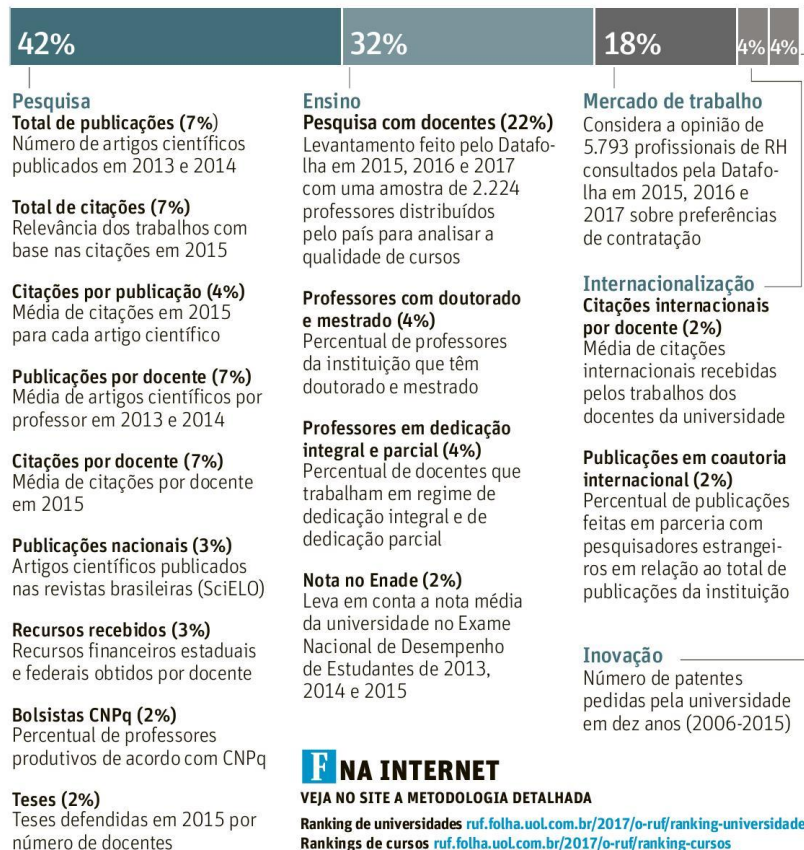 42%
32%
18%
4%
4%
Pesquisa
Total de publicações (7%)
Número de artigos científicos
publicados em 2013 e 2014
Total de citações (7%)
Relevância dos trabalhos com
base nas citações em 2015
Citações por publicação (4%)
Média de citações em 2015
para cada artigo científico
Publicações por docente (7%)
Média de artigos científicos por
professor em 2013 e 2014
Citações por docente (7%)
Média de citações por docente
em 2015
Publicações nacionais (3%)
Artigos científicos publicados
nas revistas brasileiras (SciELO)
Recursos recebidos (3%)
Recursos financeiros estaduais
e federais obtidos por docente
Bolsistas CNPq (2%)
Percentual de professores
produtivos de acordo com CNPq
Teses (2%)
Teses defendidas em 2015 por
número de docentes
Ensino
Pesquisa com docentes (22%)
Levantamento feito pelo Datafo-
lha em 2015, 2016 e 2017
com uma amostra de 2.224
professores distribuídos
pelo país para analisar a
qualidade de cursos
Professores com doutorado
e mestrado (4%)
Percentual de professores
da instituição que têm
doutorado e mestrado
Professores em dedicação
integral e parcial (4%)
Percentual de docentes que
trabalham em regime de
dedicação integral e de
dedicação parcial
Nota no Enade (2%)
Leva em conta a nota média
da universidade no Exame
Nacional de Desempenho
de Estudantes de 2013,
2014 e 2015
Mercado de trabalho
Considera a opinião de
5.793 profissionais de RH
consultados pela Datafo-
lha em 2015, 2016 e
2017 sobre preferências
de contratação
Internacionalização
Citações internacionais
por docente (2%)
Média de citações
internacionais recebidas
pelos trabalhos dos
docentes da universidade
Publicações em coautoria
internacional (2%)
Percentual de publicações
feitas em parceria com
pesquisadores estrangei-
ros em relação ao total de
publicações da instituição
Inovação
Número de patentes
pedidas pela universidade
em dez anos (2006-2015)
F NA INTERNET
VEJA NO SITE A METODOLOGIA DETALHADA
Ranking de universidades ruf.folha.uol.com.br/2017/o-ruf/ranking-universidade
Rankings de cursos ruf.folha.uol.com.br/2017/o-ruf/ranking-cursos